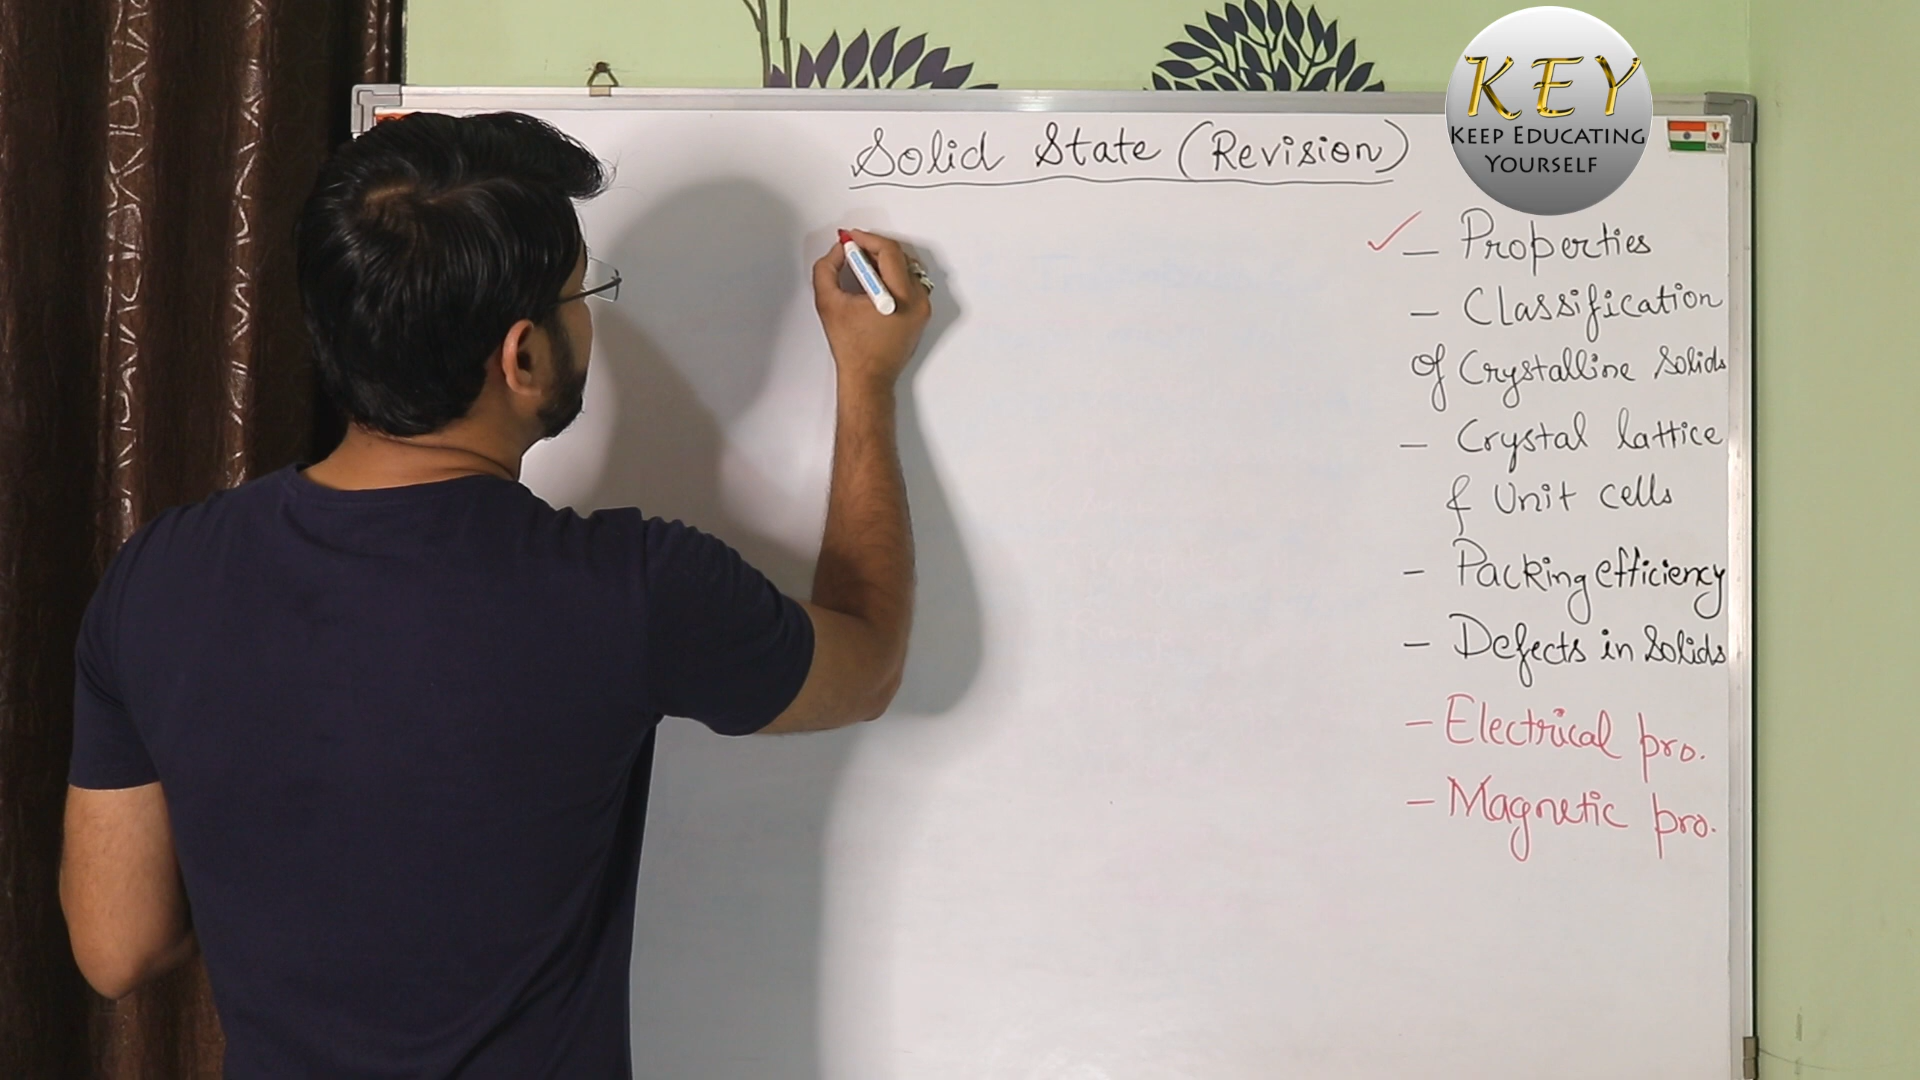 Solid State (Revision)
KEY
KEEP EDUCATING
YOURSELF
✓ – Properties
– Classification
of Crystalline Solids
– Crystal lattice
& Unit cells
– Packing efficiency
– Defects in Solids
– Electrical pro.
– Magnetic pro.